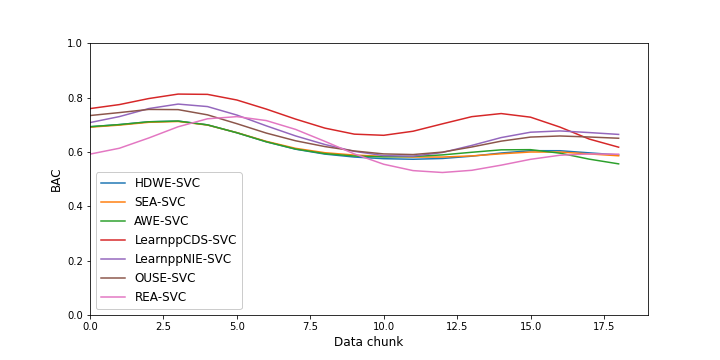 1.0
0.8
0.6
0.4
0.2
0.0
BAC
HDWE-SVC
SEA-SVC
AWE-SVC
LearnppCDS-SVC
LearnppNIE-SVC
OUSE-SVC
REA-SVC
0.0 2.5 5.0 7.5 10.0 12.5 15.0 17.5
Data chunk